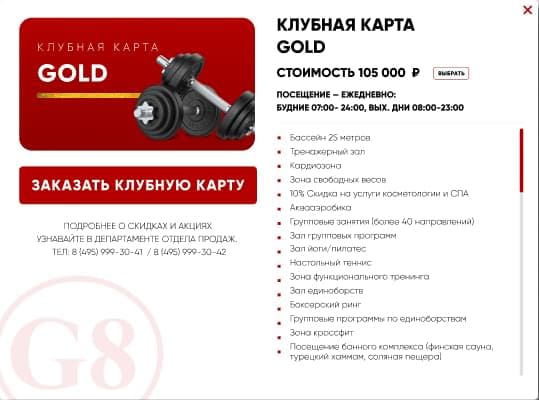 КЛУБНАЯ КАРТА
GOLD
ЗАКАЗАТЬ КЛУБНУЮ КАРТУ
ПОДРОБНЕЕ О СКИДКАХ И АКЦИЯХ
УЗНАВАЙТЕ В ДЕПАРТАМЕНТЕ ОТДЕЛА ПРОДАЖ.
ТЕЛ: 8 (495) 999-30-41 / 8 (495) 999-30-42
G8
КЛУБНАЯ КАРТА
GOLD
СТОИМОСТЬ 105 000 ₽ ВЫБРАТЬ
ПОСЕЩЕНИЕ – ЕЖЕДНЕВНО:
БУДНИЕ 07:00- 24:00, ВЫХ. ДНИ 08:00-23:00
Бассейн 25 метров
Тренажерный зал
Кардиозона
Зона свободных весов
10% Скидка на услуги косметологии и СПА
Аквааэробика
Групповые занятия (более 40 направлений)
Зал групповых программ
Зал йоги/пилатес
Настольный теннис
Зона функционального тренинга
Зал единоборств
Боксерский ринг
Групповые программы по единоборствам
Зона кроссфит
Посещение банного комплекса (финская сауна,
турецкий хаммам, соляная пещера)